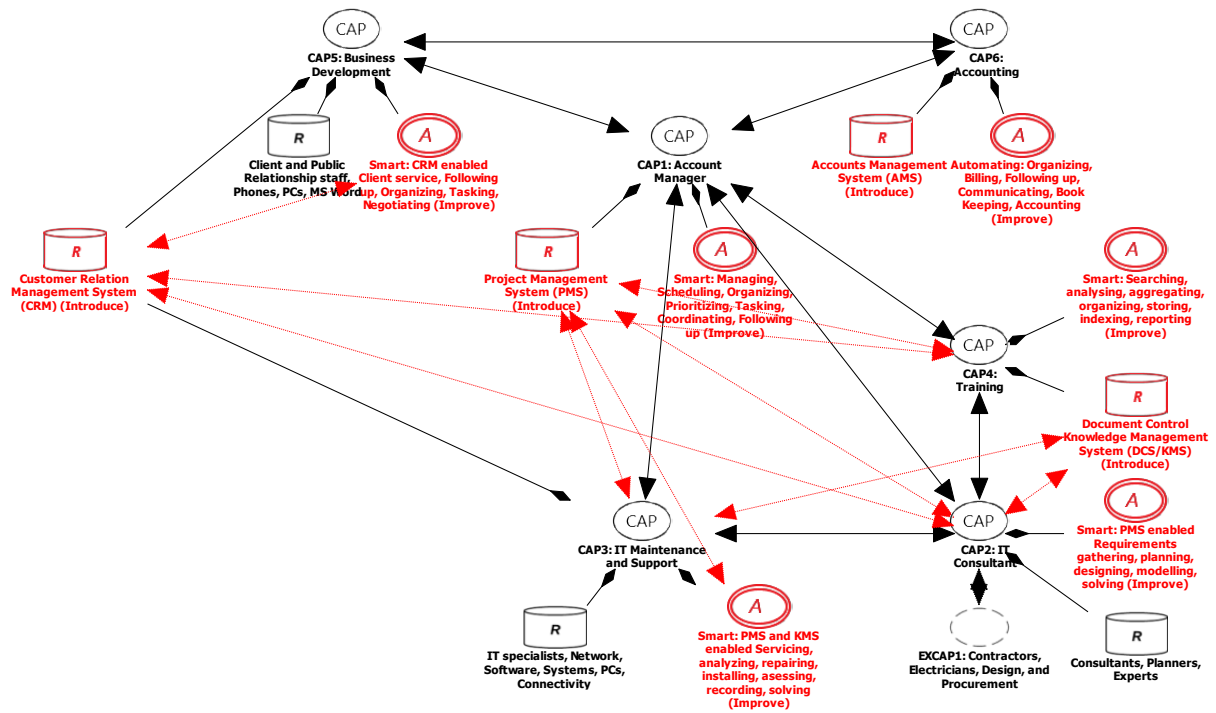 CAP
CAP5: Business
Development
CAP
CAP6:
Accounting
R
Client and Public
Relationship staff,
Phones, PCs, MS Word
A
Smart: CRM enabled
Client service, Following
up, Organizing, Tasking,
Negotiating (Improve)
CAP
CAP1: Account
Manager
R
Accounts Management
System (AMS)
(Introduce)
A
Automating: Organizing,
Billing, Following up,
Communicating, Book
Keeping, Accounting
(Improve)
R
Customer Relation
Management System
(CRM) (Introduce)
R
Project Management
System (PMS)
(Introduce)
A
Smart: Managing,
Scheduling, Organizing,
Prioritizing, Tasking,
Coordinating, Following
up (Improve)
A
Smart: Searching,
analysing, aggregating,
organizing, storing,
indexing, reporting
(Improve)
CAP
CAP4:
Training
R
Document Control
Knowledge Management
System (DCS/KMS)
(Introduce)
CAP
CAP3: IT Maintenance
and Support
CAP
CAP2: IT
Consultant
A
Smart: PMS enabled
Requirements
gathering, planning,
designing, modelling,
solving (Improve)
R
IT specialists, Network,
Software, Systems, PCs,
Connectivity
A
Smart: PMS and KMS
enabled Servicing,
analyzing, repairing,
installing, asessing,
recording, solving
(Improve)
EXCAP1: Contractors,
Electricians, Design, and
Procurement
R
Consultants, Planners,
Experts